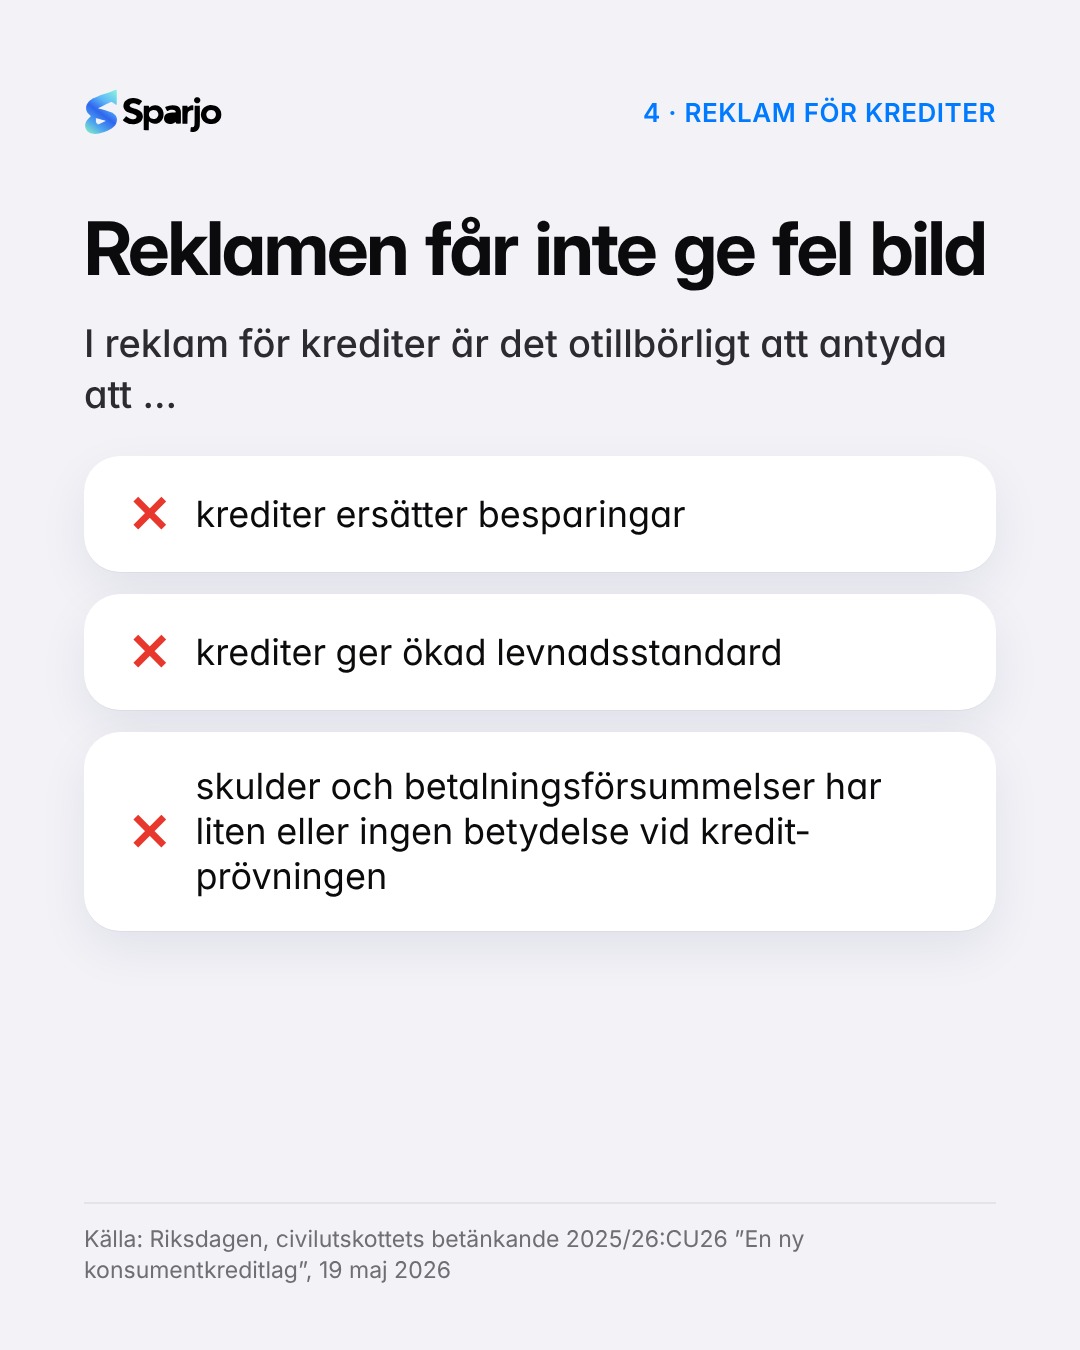 Sparjo
4 · REKLAM FÖR KREDITER
Reklamen får inte ge fel bild
I reklam för krediter är det otillbörligt att antyda
att ...
krediter ersätter besparingar
krediter ger ökad levnadsstandard
skulder och betalningsförsummelser har
liten eller ingen betydelse vid kredit-
prövningen
Källa: Riksdagen, civilutskottets betänkande 2025/26:CU26 ”En ny
konsumentkreditlag”, 19 maj 2026